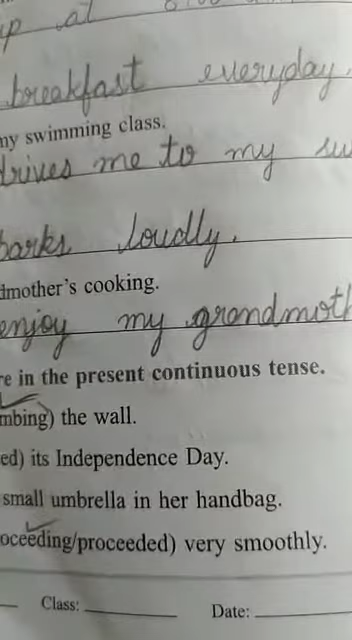 up at
breakfast everyday.
my swimming class.
drives me to my
barks loudly.
dmother's cooking.
enjoy my grandmoth
re in the present continuous tense.
mbing) the wall.
ed) its Independence Day.
small umbrella in her handbag.
oceeding/proceeded) very smoothly.
Class: Date: